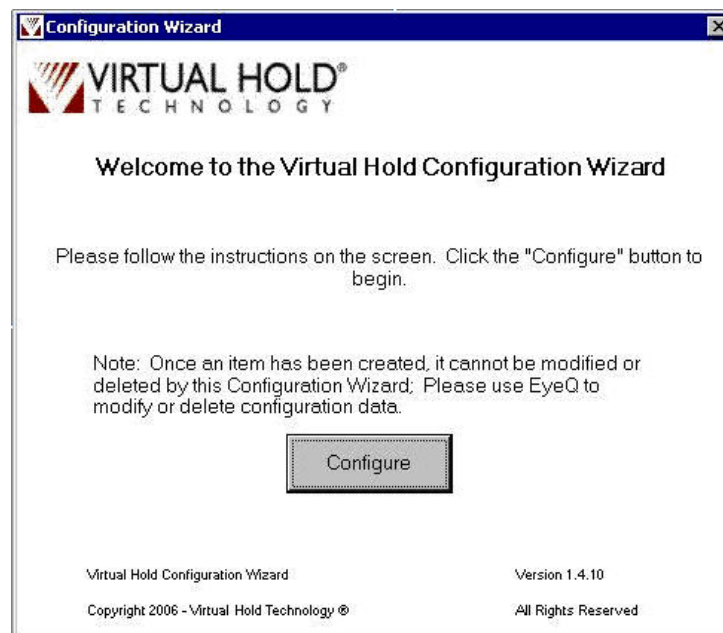 Configuration Wizard
VIRTUAL HOLD®
TECHNOLOGY
Welcome to the Virtual Hold Configuration Wizard
Please follow the instructions on the screen. Click the "Configure" button to
begin.
Note: Once an item has been created, it cannot be modified or
deleted by this Configuration Wizard; Please use EyeQ to
modify or delete configuration data.
Configure
Virtual Hold Configuration Wizard Version 1.4.10
Copyright 2006 - Virtual Hold Technology ® All Rights Reserved